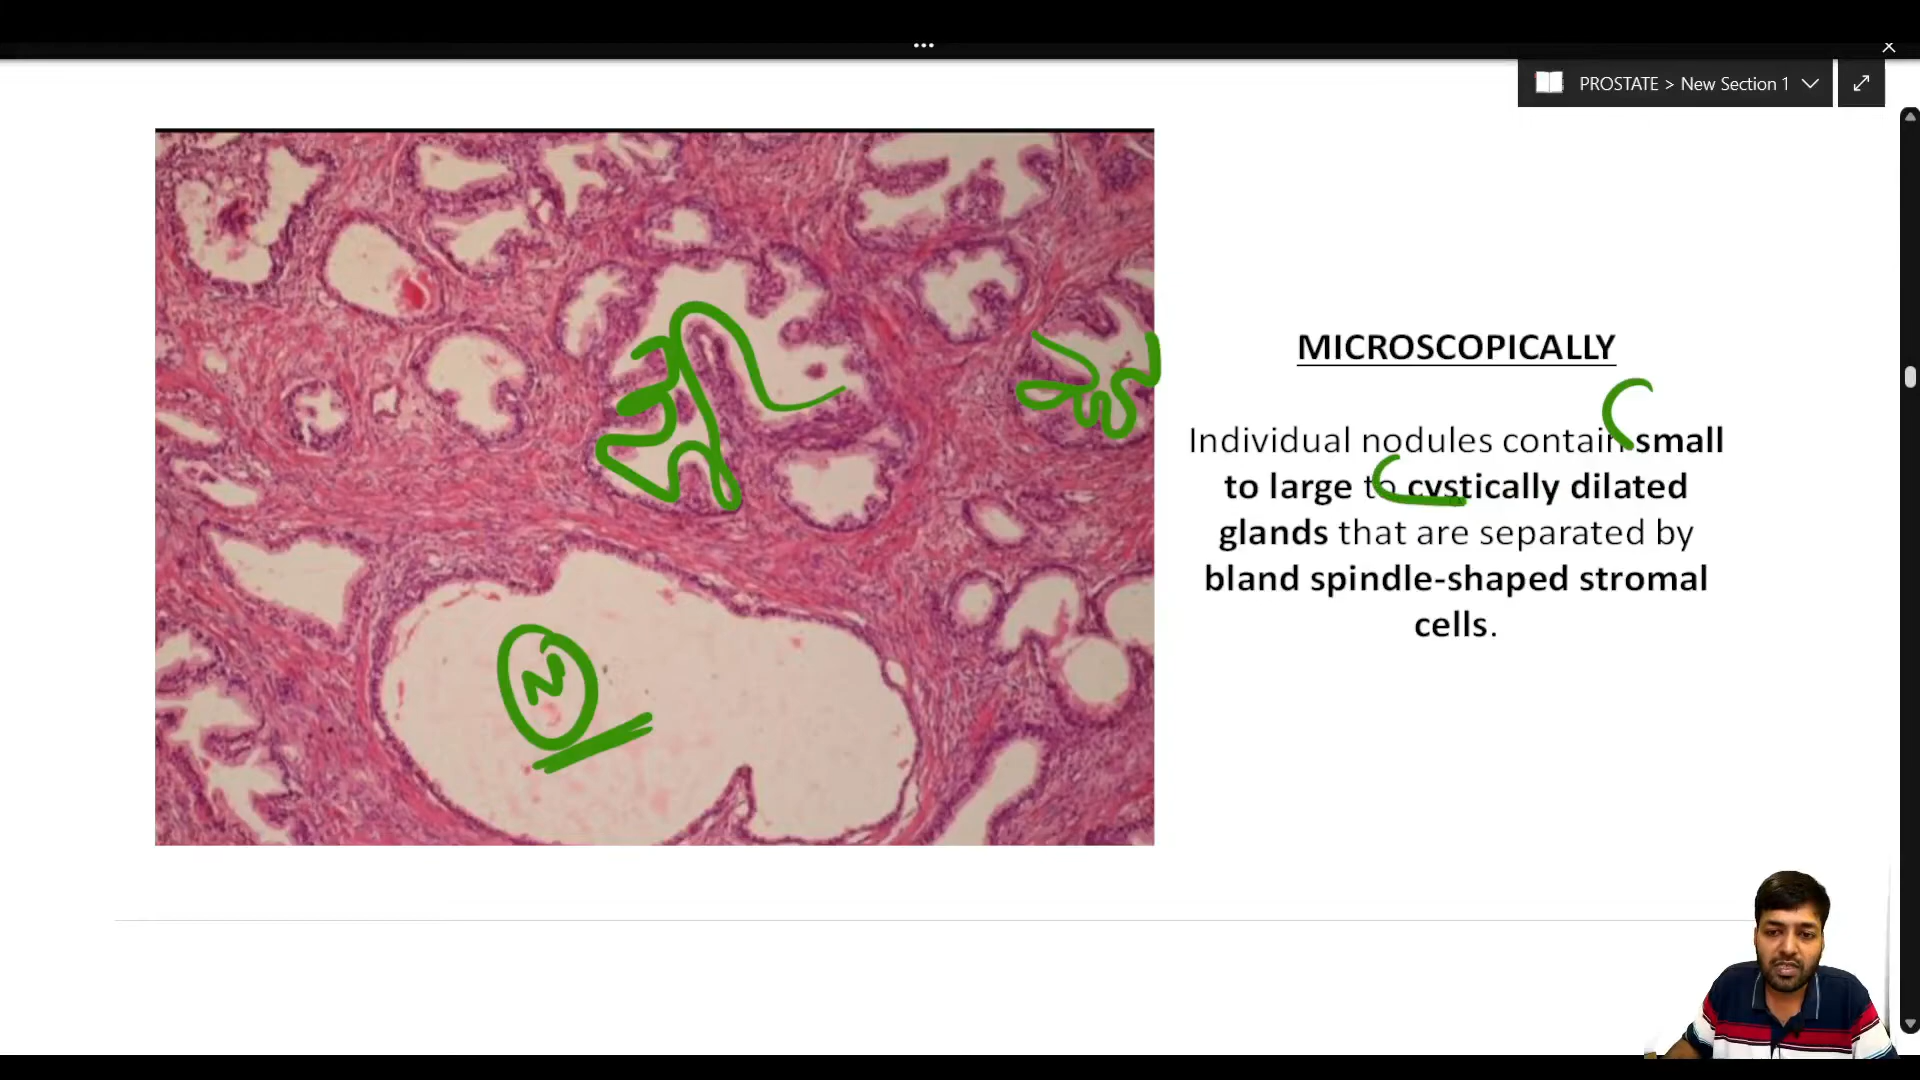 PROSTATE > New Section 1
MICROSCOPICALLY
Individual nodules contain small
to large to cystically dilated
glands that are separated by
bland spindle-shaped stromal
cells.
N